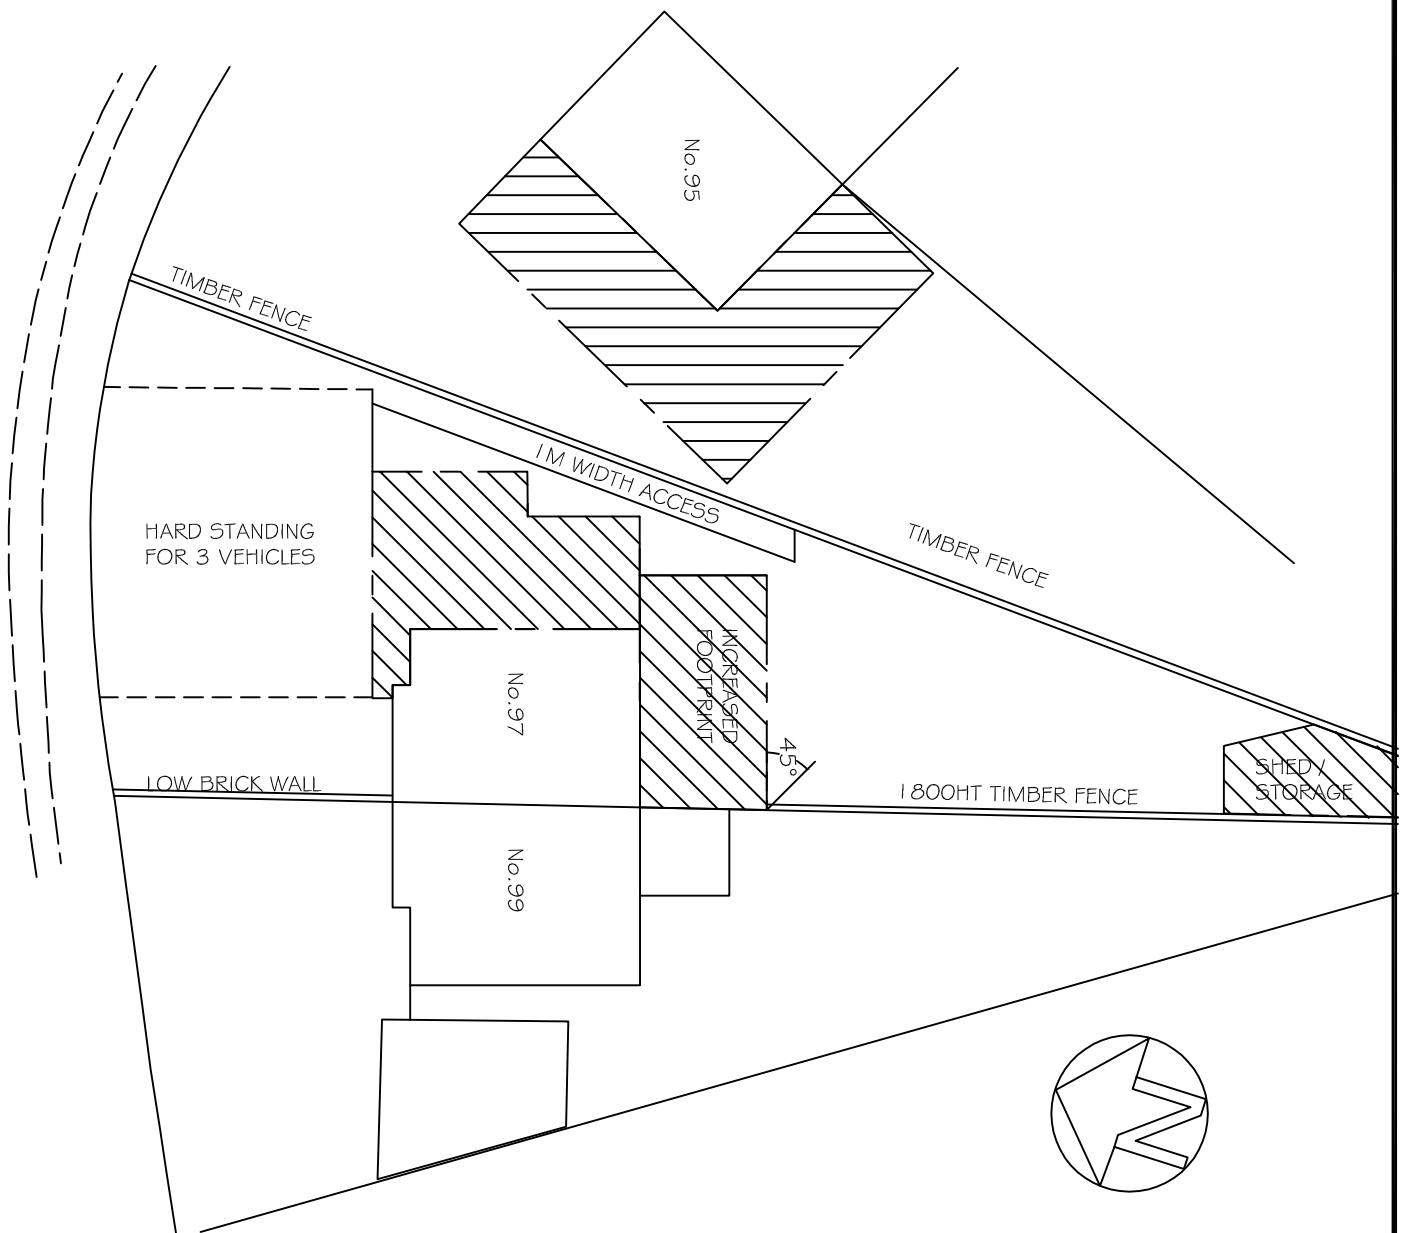 No.95
TIMBER FENCE
1M WIDTH ACCESS
HARD STANDING
FOR 3 VEHICLES
TIMBER FENCE
INCREASED
FOOTPRINT
No.97
45°
LOW BRICK WALL
1800HT TIMBER FENCE
SHED /
STORAGE
No.99
N